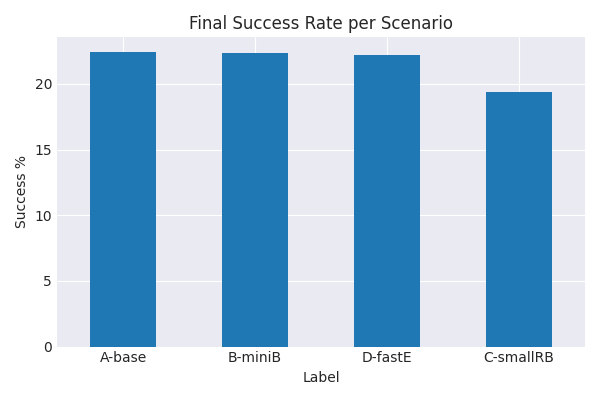 Final Success Rate per Scenario
Success %
20
15
10
5
0
A-base B-miniB D-fastE C-smallRB
Label